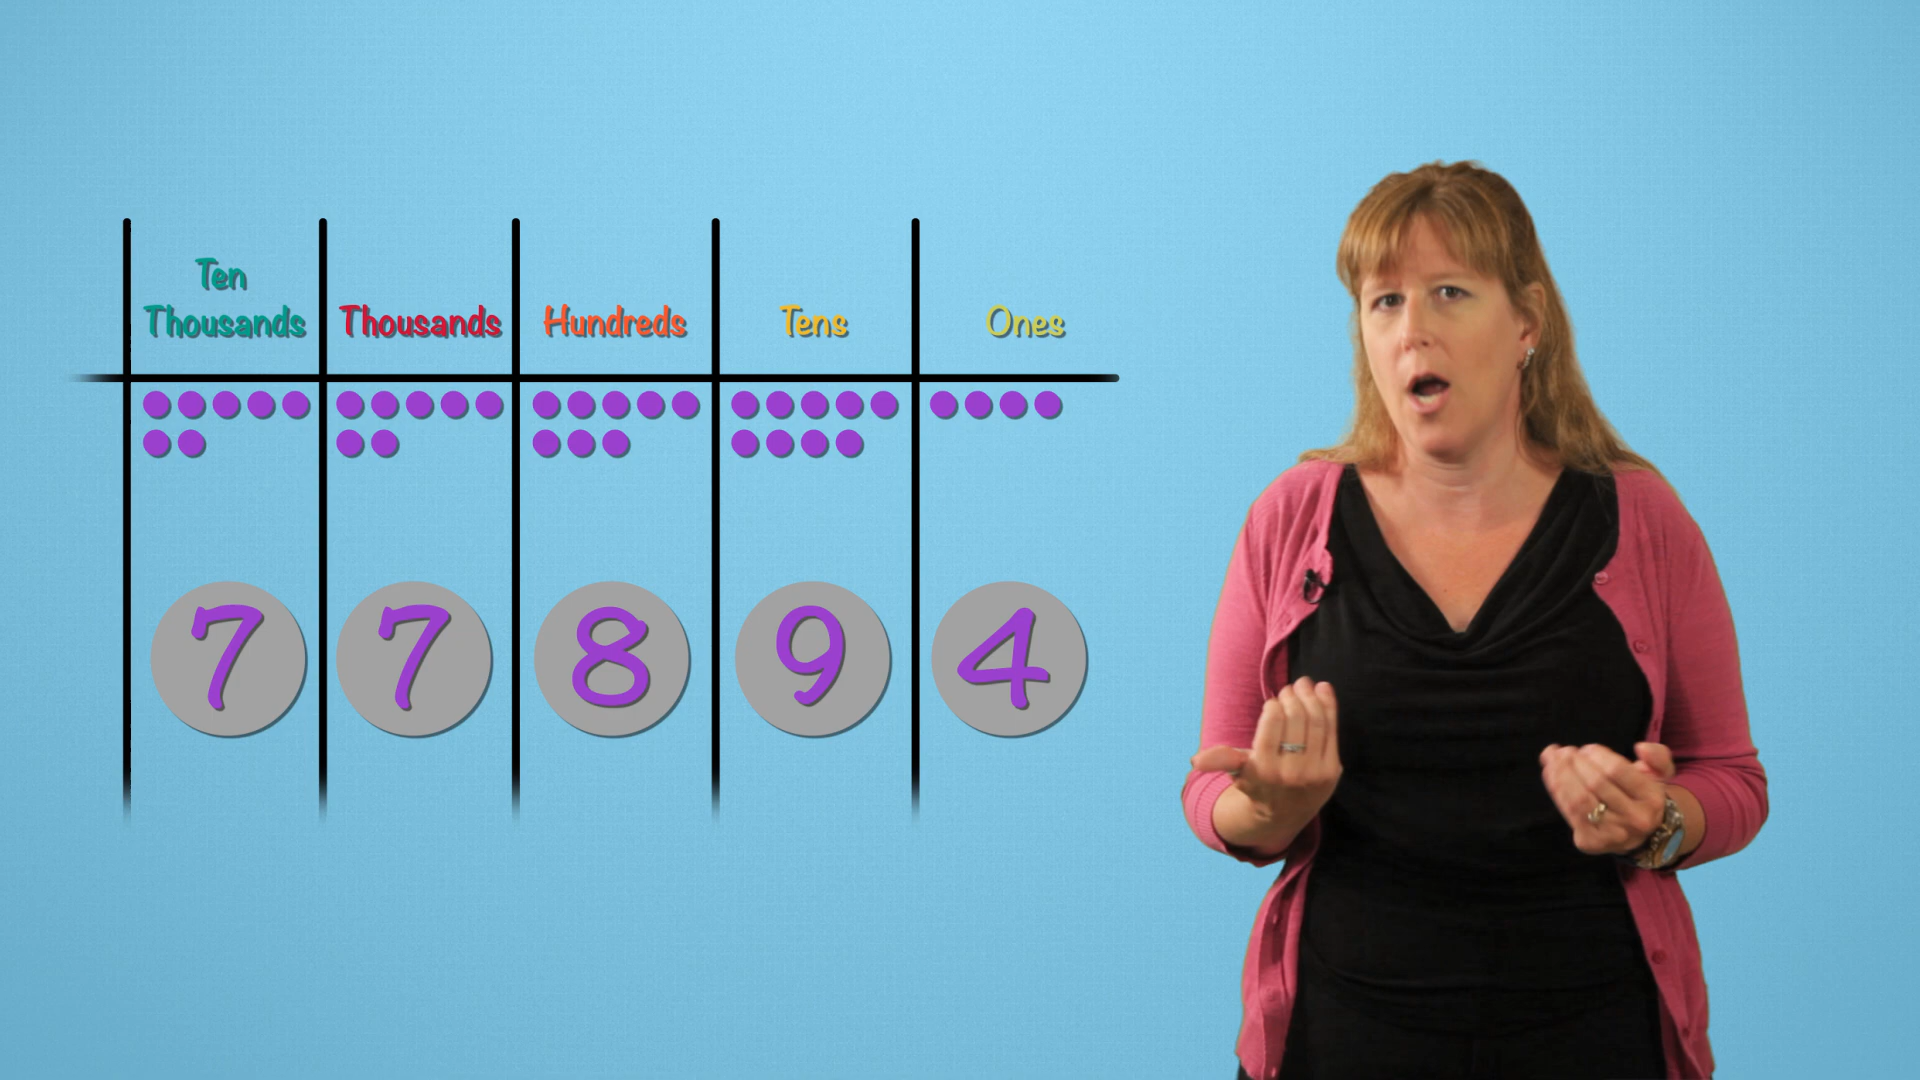 Ten
Thousands
Thousands
Hundreds
Tens
Ones
7 7 8 9 4